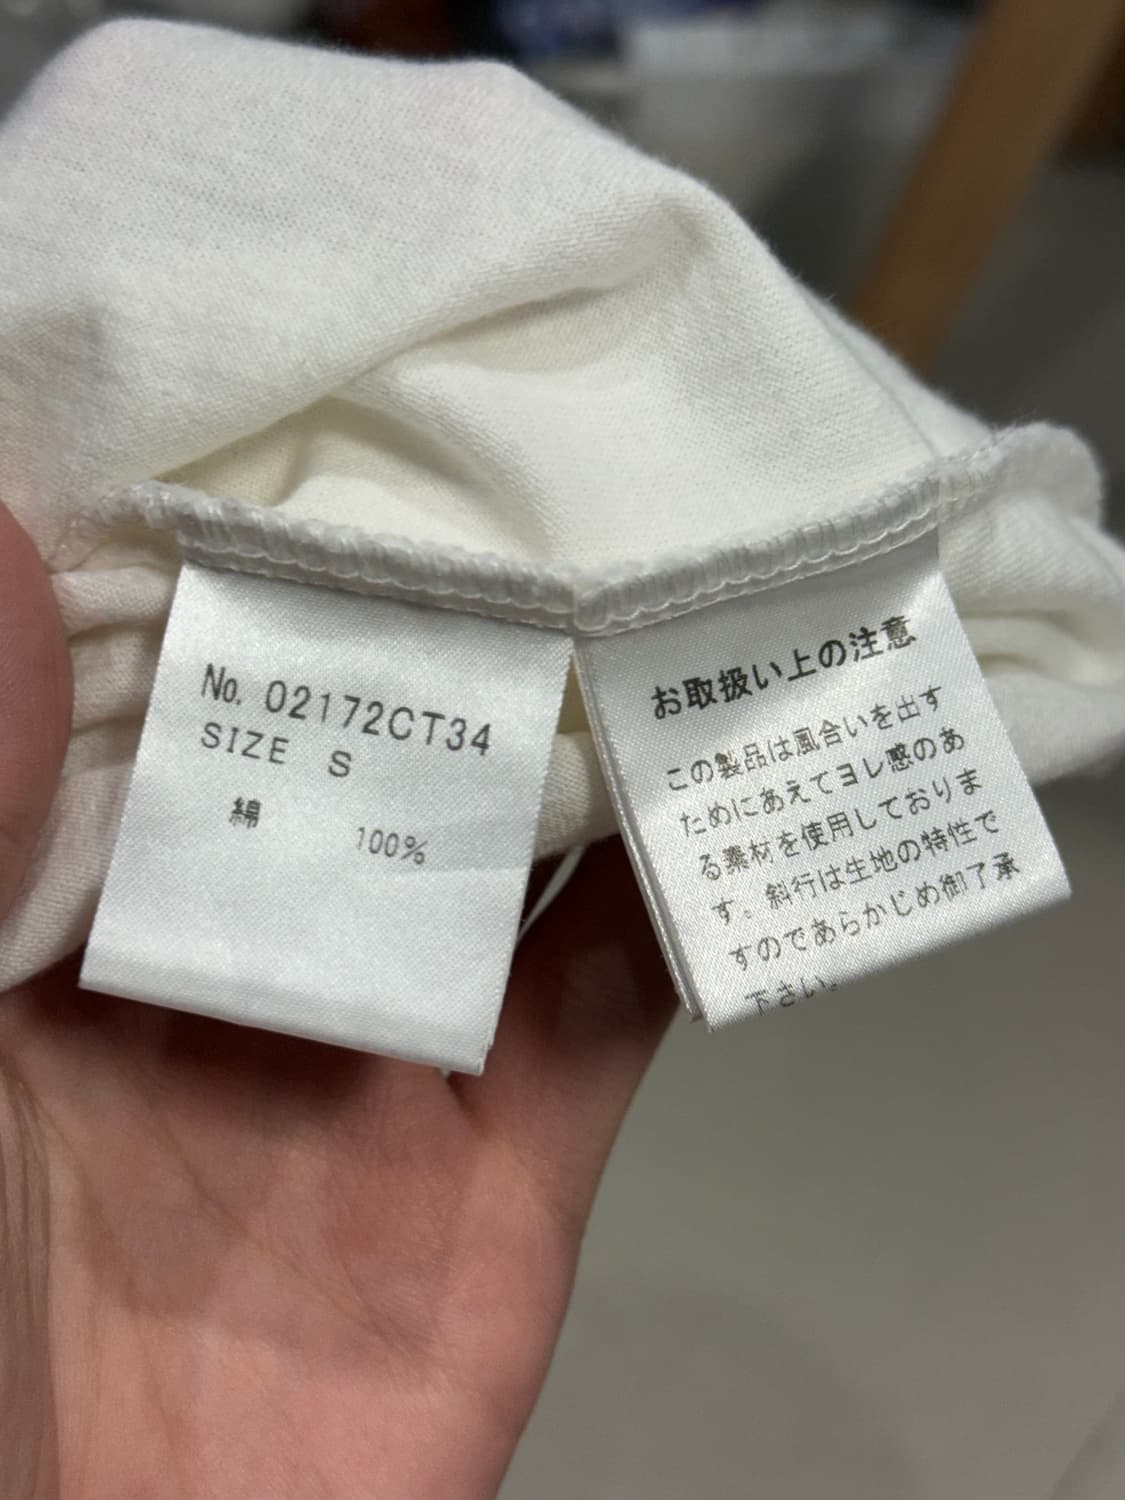 No. 02172CT34
SIZE S
綿 100%
お取扱い上の注意
この製品は風合いを出す
ためにあえてヨレ感のあ
る素材を使用しておりま
す。斜行は生地の特性で
すのであらかじめ御了承
下さい。